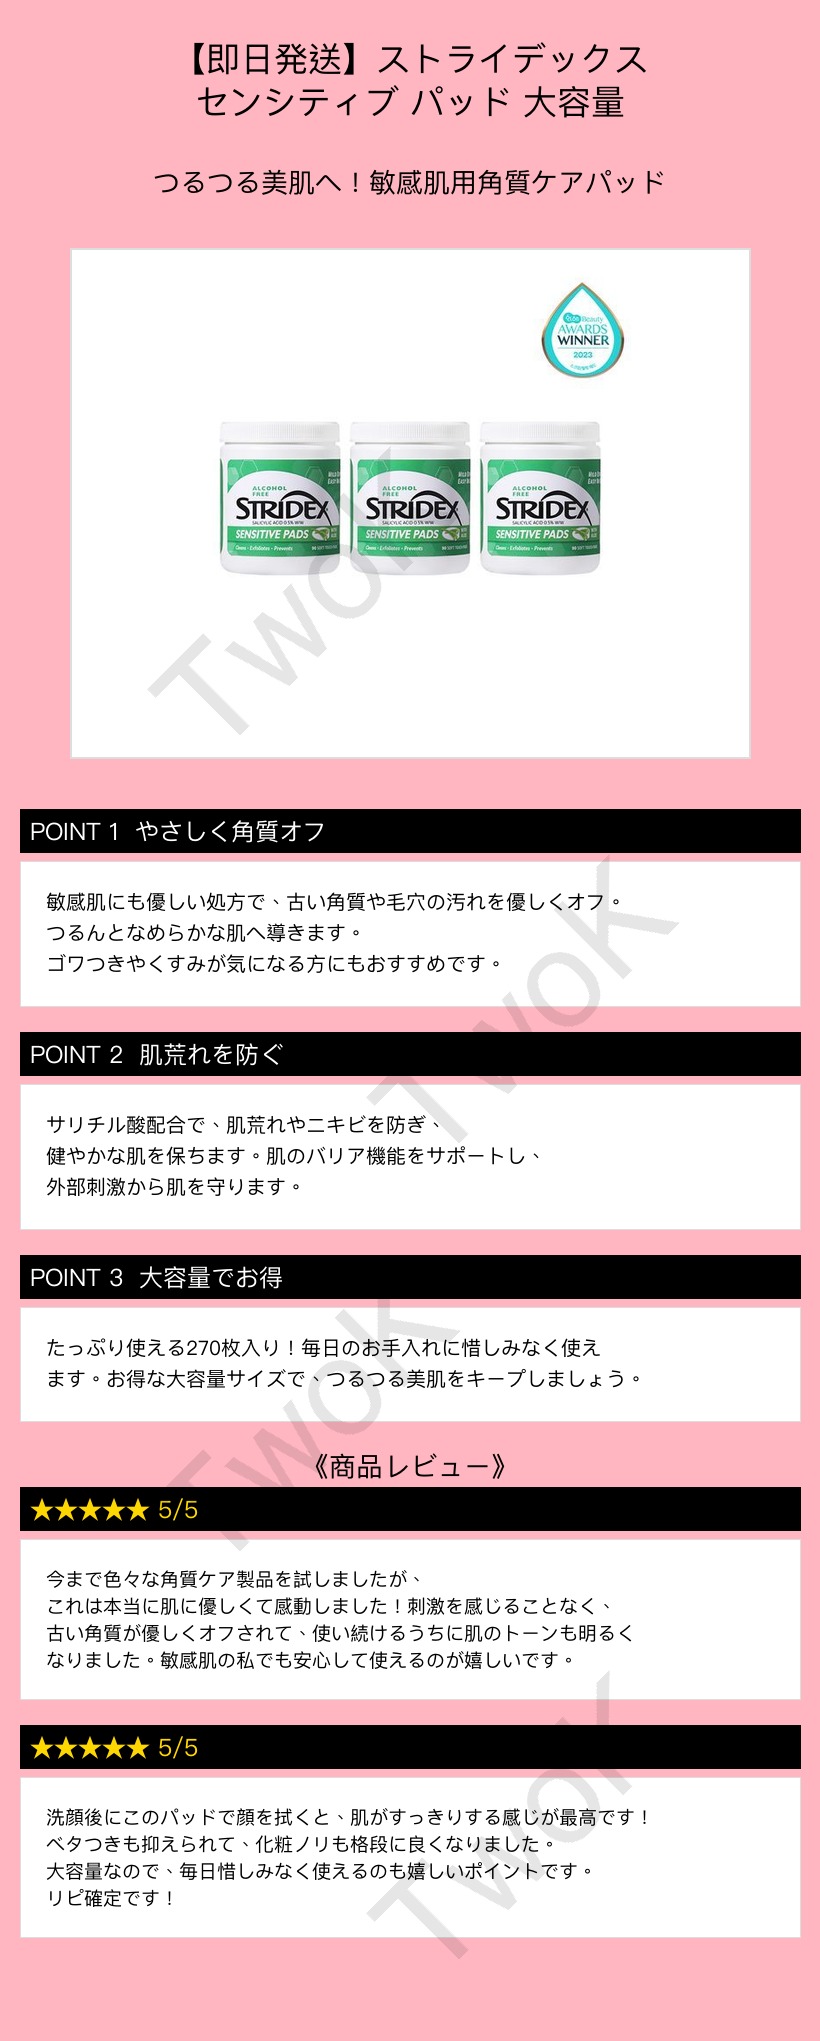 【即日発送】ストライデックス
センシティブ パッド 大容量
つるつる美肌へ！敏感肌用角質ケアパッド
Beauty
AWARDS
WINNER
2023
ALCOHOL
FREE
STRIDEX
SALICYLIC ACID 0.5% W/W
SENSITIVE PADS
Cleans • Exfoliates • Prevents
ALCOHOL
FREE
STRIDEX
SALICYLIC ACID 0.5% W/W
SENSITIVE PADS
Cleans • Exfoliates • Prevents
ALCOHOL
FREE
STRIDEX
SALICYLIC ACID 0.5% W/W
SENSITIVE PADS
Cleans • Exfoliates • Prevents
TwoK
POINT 1 やさしく角質オフ
敏感肌にも優しい処方で、古い角質や毛穴の汚れを優しくオフ。
つるんとなめらかな肌へ導きます。
ゴワつきやくすみが気になる方にもおすすめです。
TwoK
POINT 2 肌荒れを防ぐ
サリチル酸配合で、肌荒れやニキビを防ぎ、
健やかな肌を保ちます。肌のバリア機能をサポートし、
外部刺激から肌を守ります。
POINT 3 大容量でお得
たっぷり使える270枚入り！毎日のお手入れに惜しみなく使え
ます。お得な大容量サイズで、つるつる美肌をキープしましょう。
TwoK
《商品レビュー》
★★★★★ 5/5
今まで色々な角質ケア製品を試しましたが、
これは本当に肌に優しくて感動しました！刺激を感じることなく、
古い角質が優しくオフされて、使い続けるうちに肌のトーンも明るく
なりました。敏感肌の私でも安心して使えるのが嬉しいです。
★★★★★ 5/5
洗顔後にこのパッドで顔を拭くと、肌がすっきりする感じが最高です！
ベタつきも抑えられて、化粧ノリも格段に良くなりました。
大容量なので、毎日惜しみなく使えるのも嬉しいポイントです。
リピ確定です！
TwoK